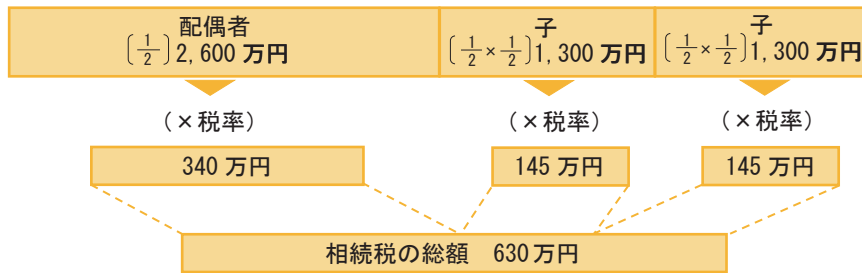 配偶者
(1/2) 2,600 万円
子
(1/2×1/2) 1,300 万円
子
(1/2×1/2) 1,300 万円
(×税率)
(×税率)
(×税率)
340 万円
145 万円
145 万円
相続税の総額 630万円